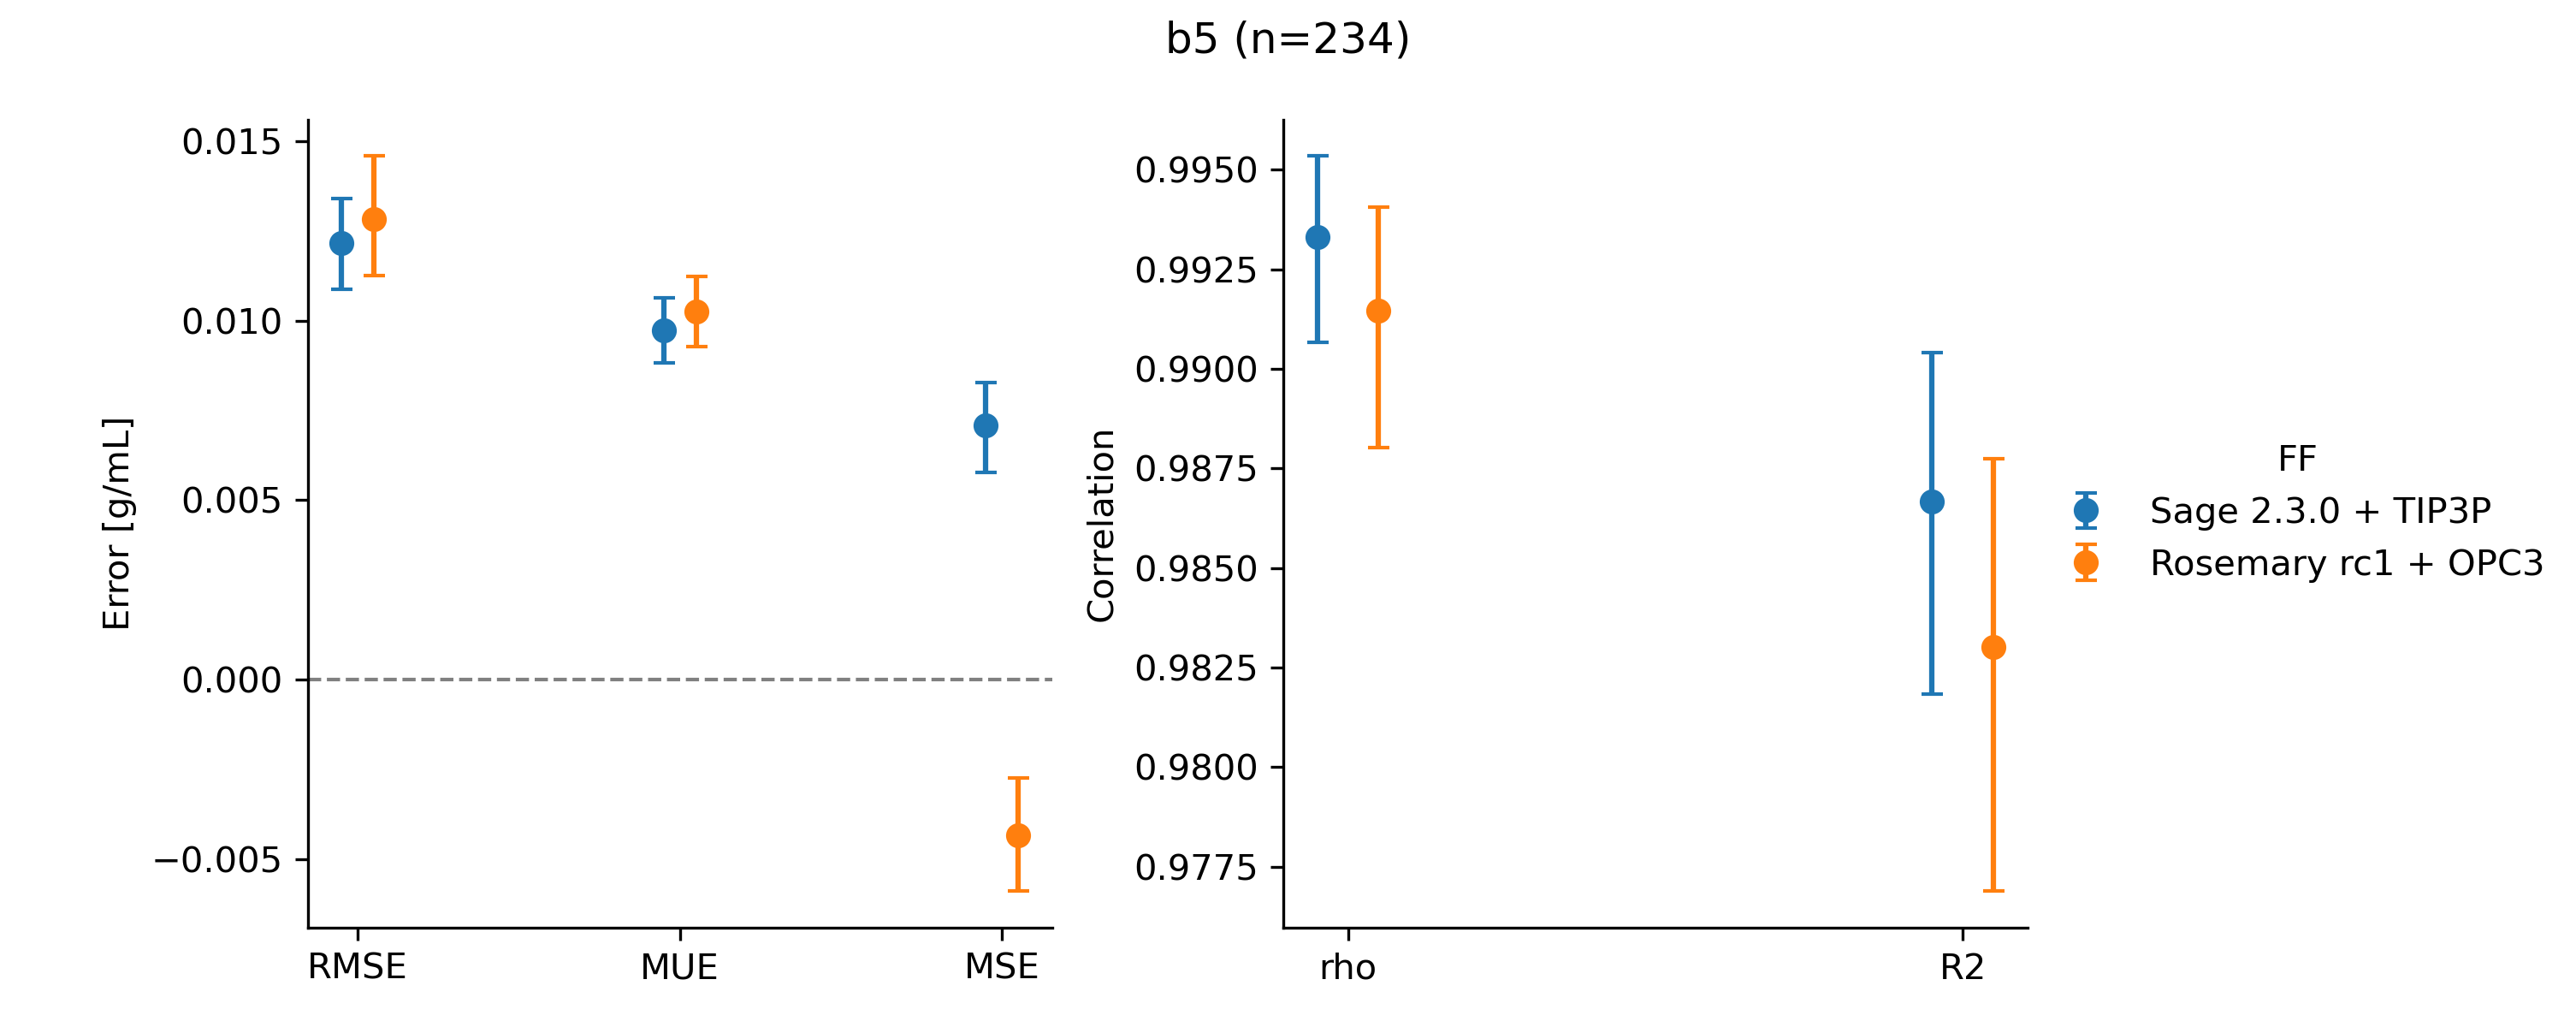 b5 (n=234)
Error [g/mL]
0.015
0.010
0.005
0.000
−0.005
RMSE
MUE
MSE
Correlation
0.9950
0.9925
0.9900
0.9875
0.9850
0.9825
0.9800
0.9775
rho
R2
FF
Sage 2.3.0 + TIP3P
Rosemary rc1 + OPC3